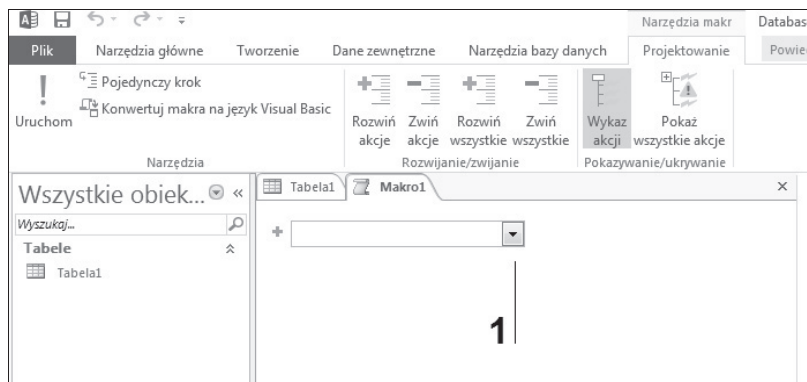 Narzędzia makr Databas
Plik Narzędzia główne Tworzenie Dane zewnętrzne Narzędzia bazy danych Projektowanie Powie
Uruchom
Pojedynczy krok
Konwertuj makra na język Visual Basic
Narzędzia
Rozwiń akcje
Zwiń akcje
Rozwiń wszystkie
Zwiń wszystkie
Rozwijanie/zwijanie
Wykaz akcji
Pokaż wszystkie akcje
Pokazywanie/ukrywanie
Wszystkie obiek...
Wyszukaj...
Tabele
Tabela1
Tabela1 Makro1
1